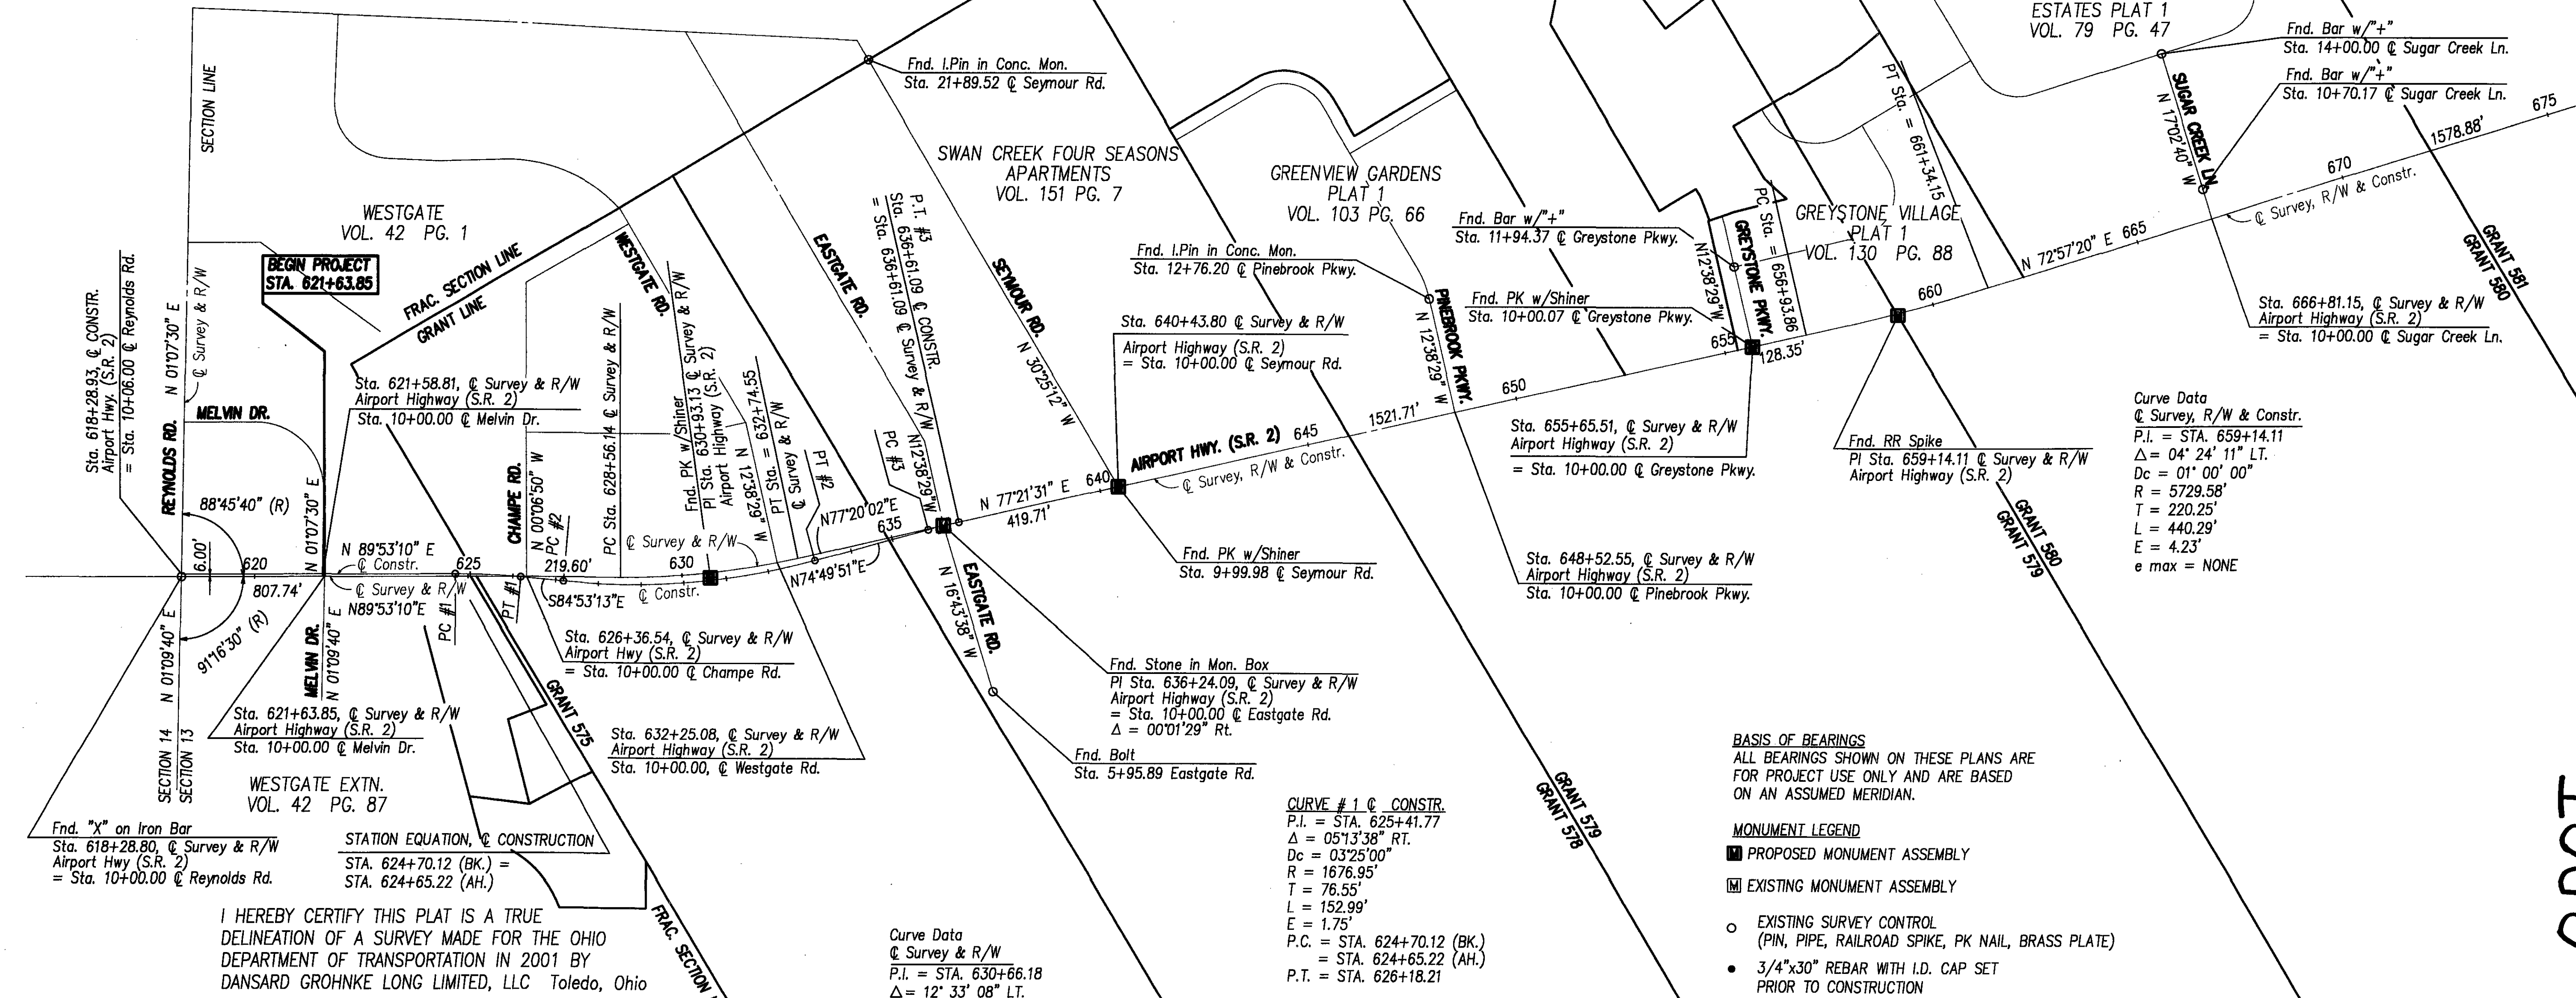 ESTATES PLAT 1
VOL. 79 PG. 47
Fnd. Bar w/"+"
Sta. 14+00.00 ℄ Sugar Creek Ln.
Fnd. Bar w/"+"
Sta. 10+70.17 ℄ Sugar Creek Ln.
SUGAR CREEK LN.
N 17°02'40" W
675
1578.88'
670
℄ Survey, R/W & Constr.
GRANT 581
GRANT 580
665
N 72°57'20" E
660
Sta. 666+81.15, ℄ Survey & R/W
Airport Highway (S.R. 2)
= Sta. 10+00.00 ℄ Sugar Creek Ln.
SECTION LINE
Fnd. I.Pin in Conc. Mon.
Sta. 21+89.52 ℄ Seymour Rd.
SWAN CREEK FOUR SEASONS
APARTMENTS
VOL. 151 PG. 7
GREENVIEW GARDENS
PLAT 1
VOL. 103 PG. 66
Fnd. Bar w/"+"
Sta. 11+94.37 ℄ Greystone Pkwy.
GREYSTONE VILLAGE
PLAT 1
VOL. 130 PG. 88
PT Sta. = 661+34.15
PC Sta. = 656+93.86
GREYSTONE PKWY.
N12°38'29"W
WESTGATE
VOL. 42 PG. 1
BEGIN PROJECT
STA. 621+63.85
FRAC. SECTION LINE
GRANT LINE
WESTGATE RD.
EASTGATE RD.
SEYMOUR RD.
N 30°25'12" W
P.T. #3
Sta. 636+61.09 ℄ CONSTR.
= Sta. 636+61.09 ℄ Survey & R/W
Fnd. I.Pin in Conc. Mon.
Sta. 12+76.20 ℄ Pinebrook Pkwy.
PINEBROOK PKWY.
N 12°38'29" W
Fnd. PK w/Shiner
Sta. 10+00.07 ℄ Greystone Pkwy.
655
128.35'
Sta. 640+43.80 ℄ Survey & R/W
Airport Highway (S.R. 2)
= Sta. 10+00.00 ℄ Seymour Rd.
Sta. 618+28.93, ℄ CONSTR.
Airport Hwy. (S.R. 2)
= Sta. 10+06.00 ℄ Reynolds Rd.
REYNOLDS RD.
N 01°07'30" E
℄ Survey & R/W
MELVIN DR.
N 01°07'30" E
Sta. 621+58.81, ℄ Survey & R/W
Airport Highway (S.R. 2)
Sta. 10+00.00 ℄ Melvin Dr.
CHAMPE RD.
N 00°06'50" W
PC #2
PC Sta. 628+56.14 ℄ Survey & R/W
Fnd. PK w/Shiner
PI Sta. 630+93.13 ℄ Survey & R/W
Airport Highway (S.R. 2)
N 12°38'29" W
PT Sta. = 632+74.55
℄ Survey & R/W
PT #2
PC #3
N12°38'29"W
88°45'40" (R)
6.00'
620
807.74'
91°16'30" (R)
N 89°53'10" E
℄ Constr.
℄ Survey & R/W
N89°53'10"E
625
PC #1
PT #1
219.60'
S84°53'13"E
℄ Survey & R/W
℄ Constr.
630
N74°49'51"E
N77°20'02"E
635
N 77°21'31" E
419.71'
640
AIRPORT HWY. (S.R. 2)
℄ Survey, R/W & Constr.
645
1521.71'
650
Sta. 655+65.51, ℄ Survey & R/W
Airport Highway (S.R. 2)
= Sta. 10+00.00 ℄ Greystone Pkwy.
Fnd. RR Spike
PI Sta. 659+14.11 ℄ Survey & R/W
Airport Highway (S.R. 2)
Curve Data
℄ Survey, R/W & Constr.
P.I. = STA. 659+14.11
Δ= 04° 24' 11" LT.
Dc = 01° 00' 00"
R = 5729.58'
T = 220.25'
L = 440.29'
E = 4.23'
e max = NONE
GRANT 580
GRANT 579
Fnd. PK w/Shiner
Sta. 9+99.98 ℄ Seymour Rd.
Sta. 648+52.55, ℄ Survey & R/W
Airport Highway (S.R. 2)
Sta. 10+00.00 ℄ Pinebrook Pkwy.
EASTGATE RD.
N 16°43'38" W
N 01°09'40" E
SECTION 14
SECTION 13
MELVIN DR.
N 01°09'40" E
Sta. 626+36.54, ℄ Survey & R/W
Airport Hwy (S.R. 2)
= Sta. 10+00.00 ℄ Champe Rd.
GRANT 575
Fnd. Stone in Mon. Box
PI Sta. 636+24.09, ℄ Survey & R/W
Airport Highway (S.R. 2)
= Sta. 10+00.00 ℄ Eastgate Rd.
Δ = 00°01'29" Rt.
Sta. 621+63.85, ℄ Survey & R/W
Airport Highway (S.R. 2)
Sta. 10+00.00 ℄ Melvin Dr.
Sta. 632+25.08, ℄ Survey & R/W
Airport Highway (S.R. 2)
Sta. 10+00.00, ℄ Westgate Rd.
Fnd. Bolt
Sta. 5+95.89 Eastgate Rd.
WESTGATE EXTN.
VOL. 42 PG. 87
Fnd. "X" on Iron Bar
Sta. 618+28.80, ℄ Survey & R/W
Airport Hwy (S.R. 2)
= Sta. 10+00.00 ℄ Reynolds Rd.
STATION EQUATION, ℄ CONSTRUCTION
STA. 624+70.12 (BK.) =
STA. 624+65.22 (AH.)
I HEREBY CERTIFY THIS PLAT IS A TRUE
DELINEATION OF A SURVEY MADE FOR THE OHIO
DEPARTMENT OF TRANSPORTATION IN 2001 BY
DANSARD GROHNKE LONG LIMITED, LLC Toledo, Ohio
FRAC. SECTION
Curve Data
℄ Survey & R/W
P.I. = STA. 630+66.18
Δ= 12° 33' 08" LT.
CURVE # 1 ℄ CONSTR.
P.I. = STA. 625+41.77
Δ = 05°13'38" RT.
Dc = 03°25'00"
R = 1676.95'
T = 76.55'
L = 152.99'
E = 1.75'
P.C. = STA. 624+70.12 (BK.)
= STA. 624+65.22 (AH.)
P.T. = STA. 626+18.21
GRANT 579
GRANT 578
BASIS OF BEARINGS
ALL BEARINGS SHOWN ON THESE PLANS ARE
FOR PROJECT USE ONLY AND ARE BASED
ON AN ASSUMED MERIDIAN.
MONUMENT LEGEND
M PROPOSED MONUMENT ASSEMBLY
M EXISTING MONUMENT ASSEMBLY
EXISTING SURVEY CONTROL
(PIN, PIPE, RAILROAD SPIKE, PK NAIL, BRASS PLATE)
3/4"x30" REBAR WITH I.D. CAP SET
PRIOR TO CONSTRUCTION